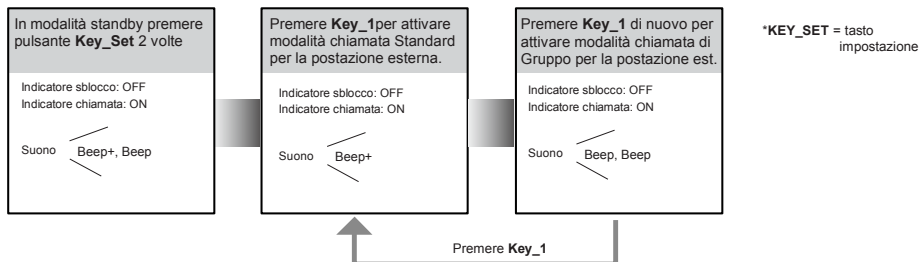 In modalità standby premere
pulsante Key_Set 2 volte
Indicatore sblocco: OFF
Indicatore chiamata: ON
Suono
Beep+, Beep
Premere Key_1per attivare
modalità chiamata Standard
per la postazione esterna.
Indicatore sblocco: OFF
Indicatore chiamata: ON
Suono
Beep+
Premere Key_1 di nuovo per
attivare modalità chiamata di
Gruppo per la postazione est.
Indicatore sblocco: OFF
Indicatore chiamata: ON
Suono
Beep, Beep
*KEY_SET = tasto
impostazione
Premere Key_1